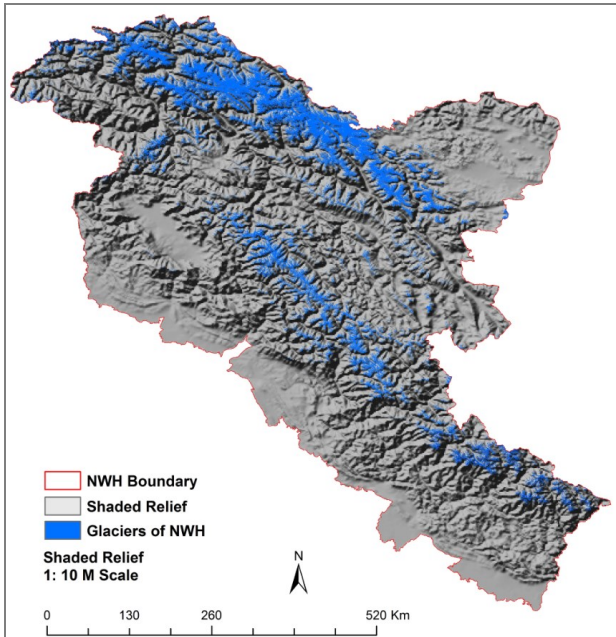 NWH Boundary
Shaded Relief
Glaciers of NWH
Shaded Relief
1: 10 M Scale
N
0 130 260 520 Km